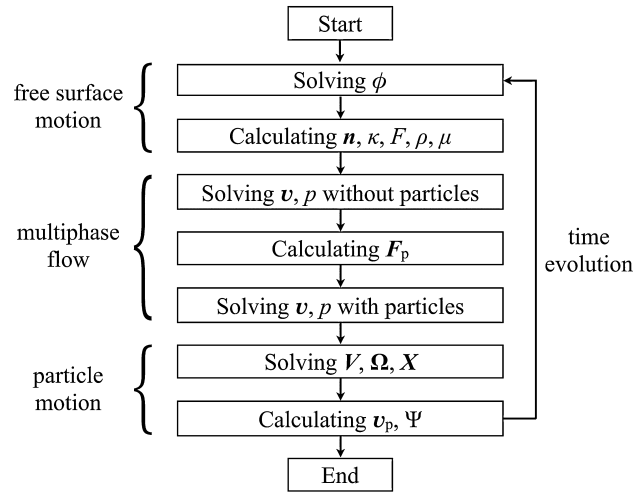 Start
free surface
motion
Solving ϕ
Calculating n, κ, F, ρ, μ
multiphase
flow
Solving v, p without particles
Calculating Fp
Solving v, p with particles
time
evolution
particle
motion
Solving V, Ω, X
Calculating vp, Ψ
End